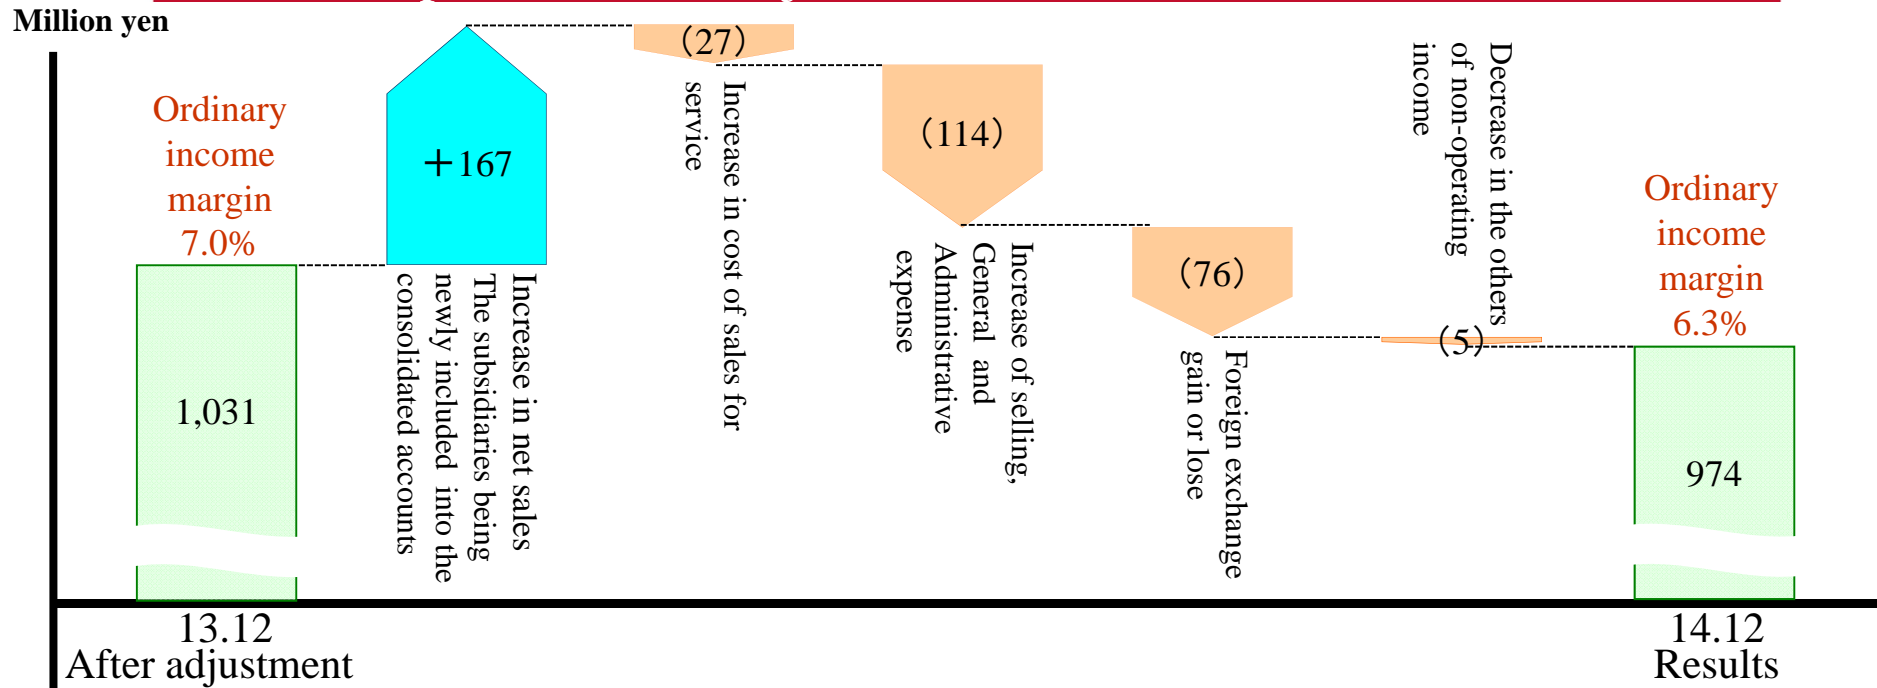 Million yen
Ordinary
income
margin
7.0%
1,031
13.12
After adjustment
+167
Increase in net sales
The subsidiaries being
newly included into the
consolidated accounts
(27)
Increase in cost of sales for
service
(114)
Increase of selling,
General and
Administrative
expense
(76)
Foreign exchange
gain or lose
Decrease in the others
of non-operating
income
(5)
Ordinary
income
margin
6.3%
974
14.12
Results